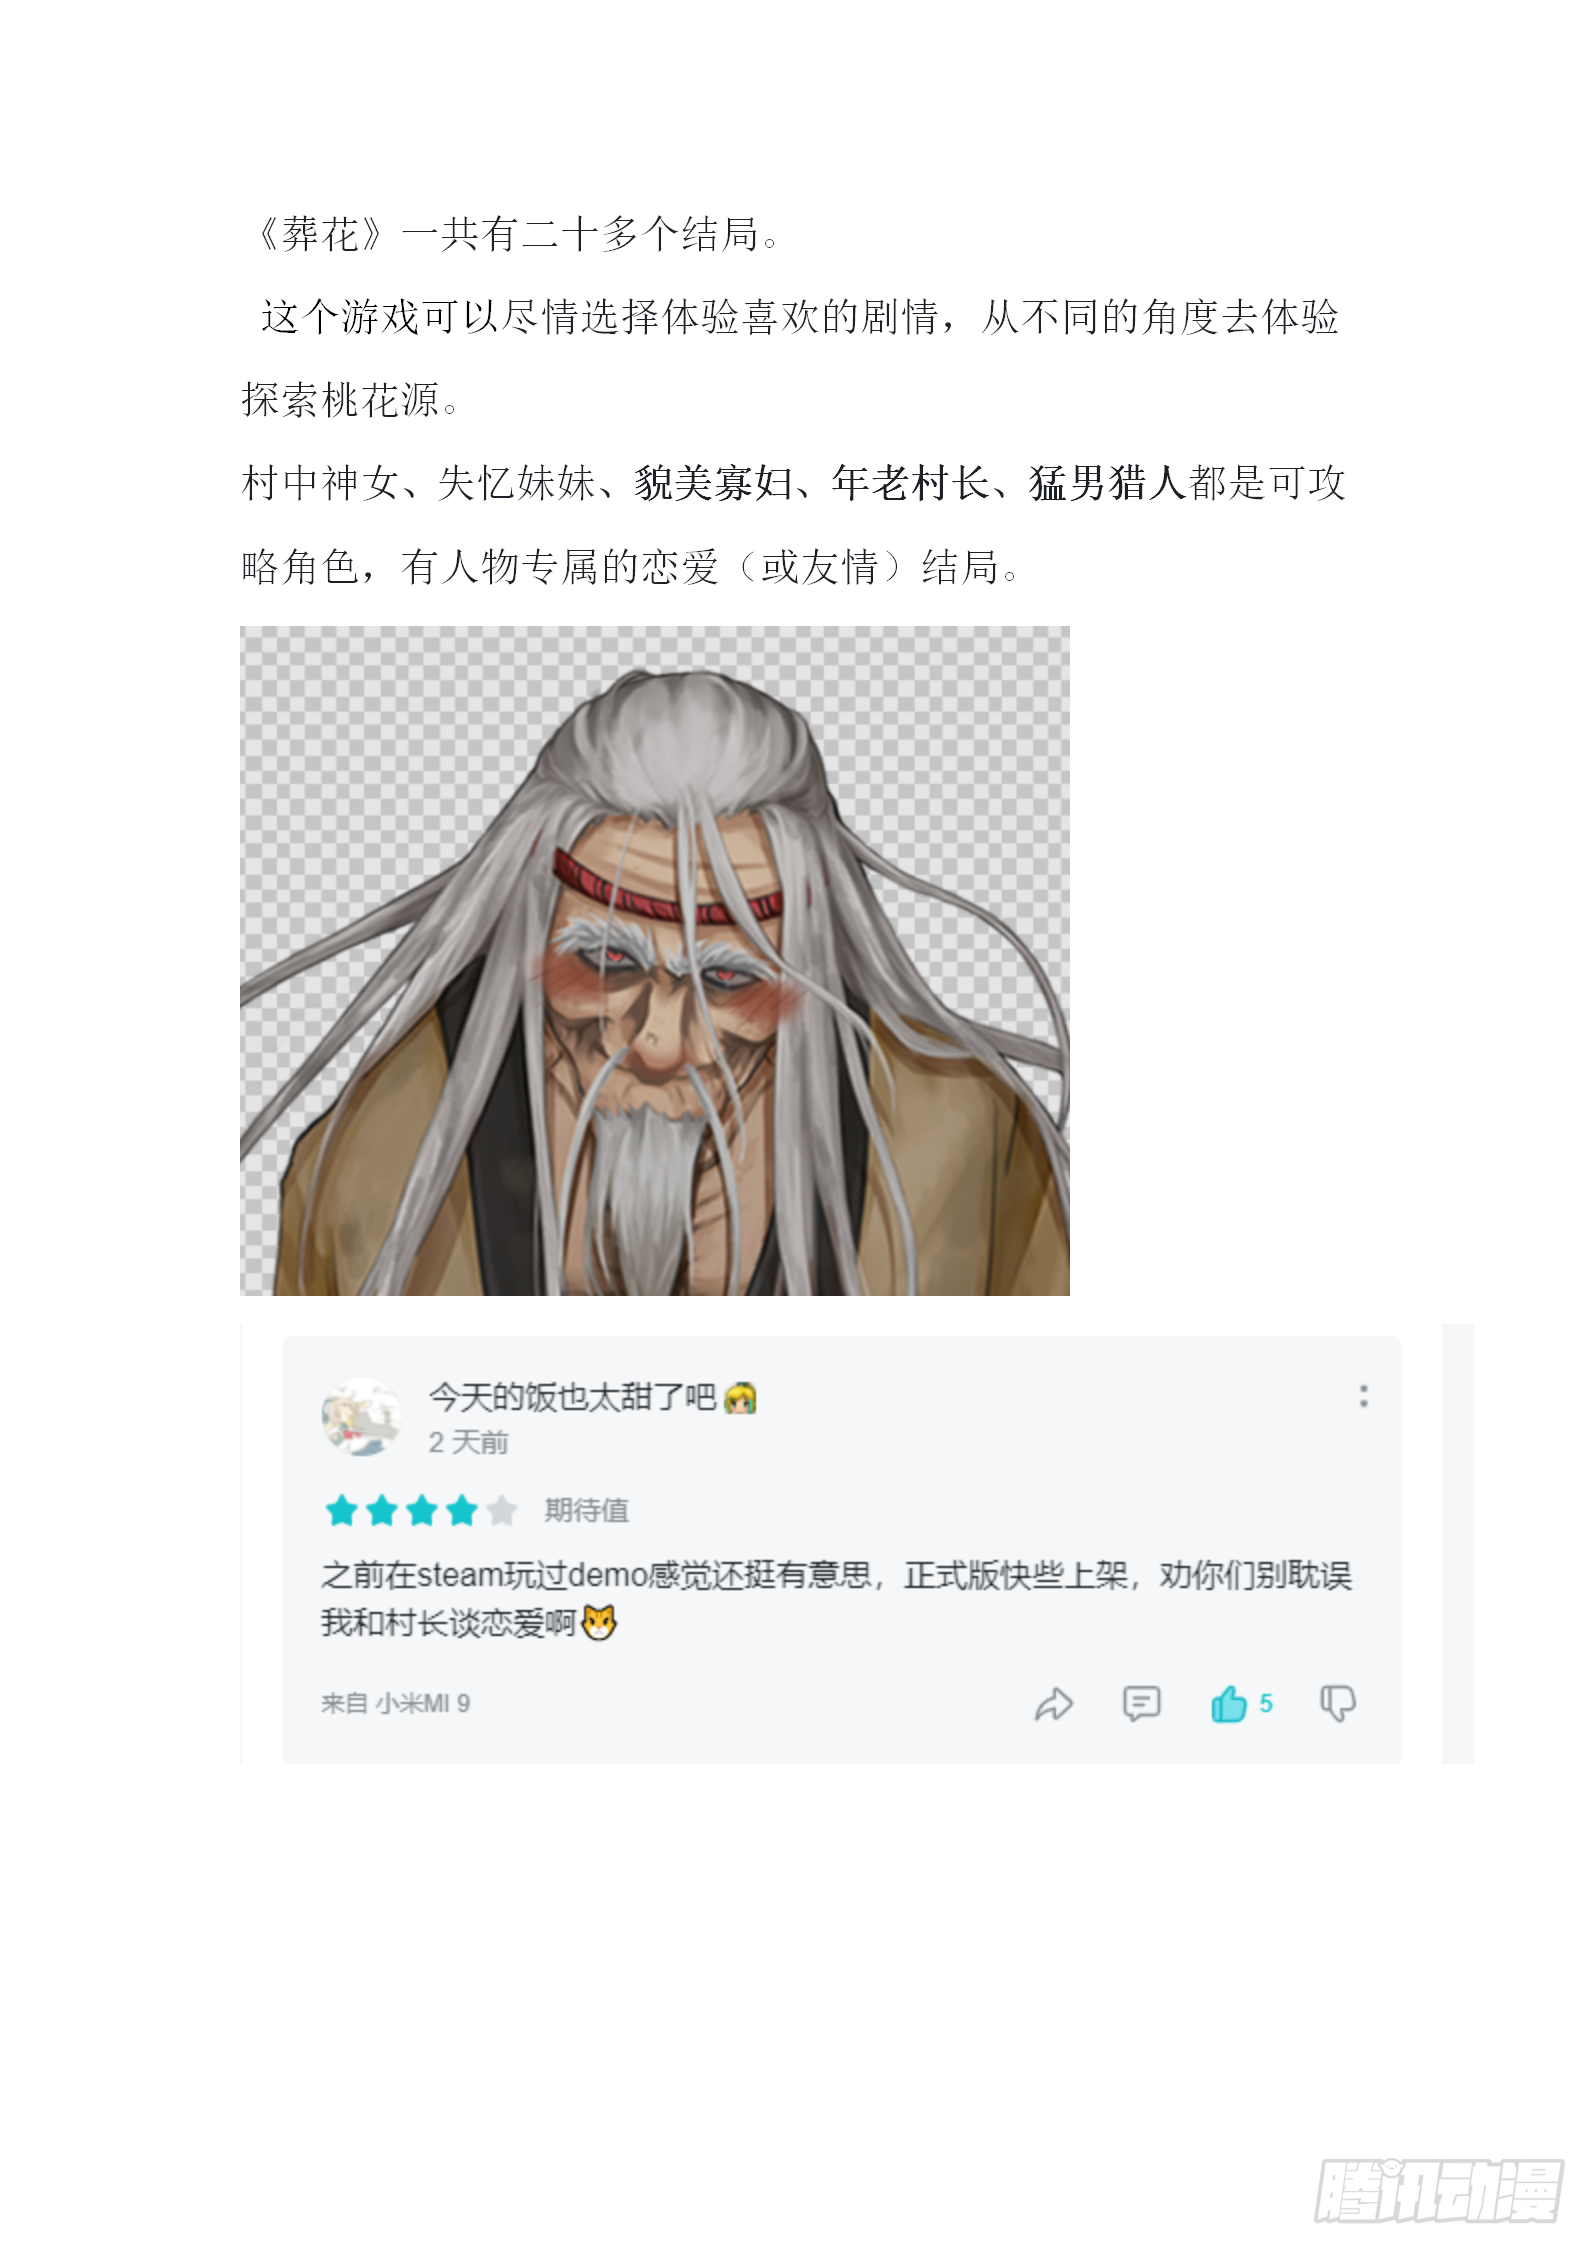 《葬花》一共有二十多个结局。
这个游戏可以尽情选择体验喜欢的剧情，从不同的角度去体验
探索桃花源。
村中神女、失忆妹妹、貌美寡妇、年老村长、猛男猎人都是可攻
略角色，有人物专属的恋爱（或友情）结局。
今天的饭也太甜了吧
2 天前
期待值
之前在steam玩过demo感觉还挺有意思，正式版快些上架，劝你们别耽误
我和村长谈恋爱啊
来自 小米MI 9
5
腾讯动漫